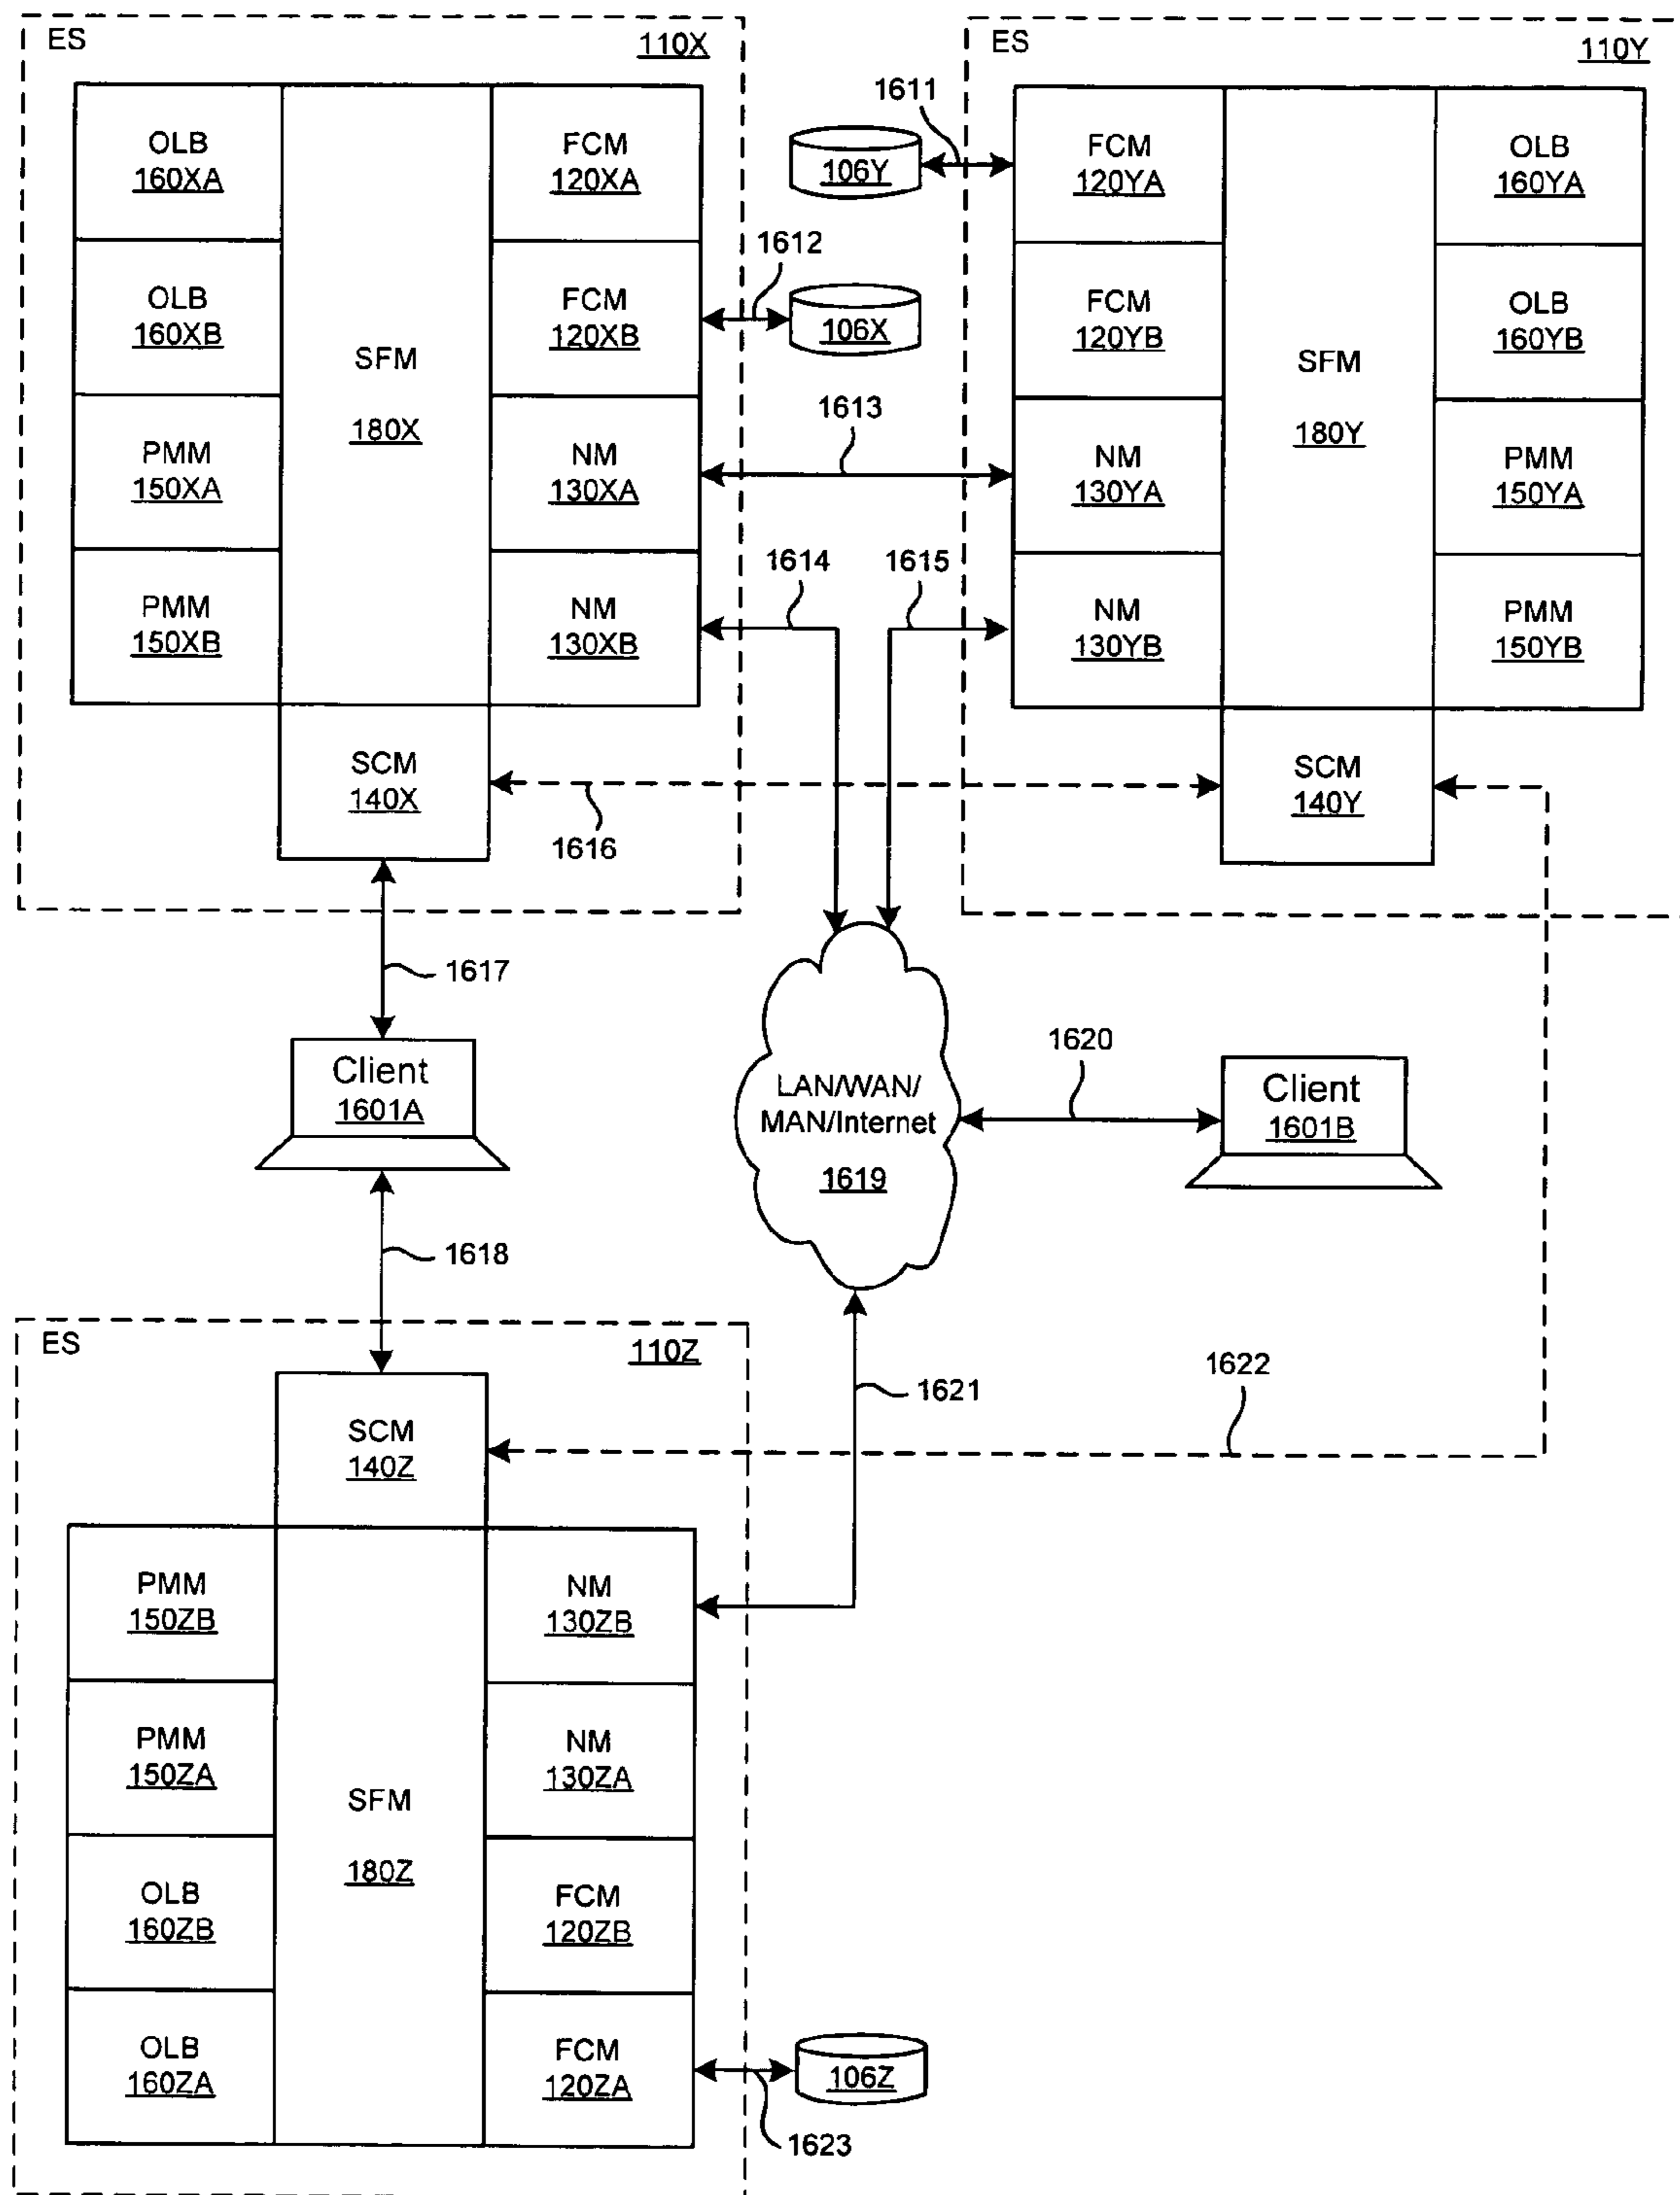 ES
110X
OLB
160XA
OLB
160XB
PMM
150XA
PMM
150XB
SFM
180X
FCM
120XA
FCM
120XB
NM
130XA
NM
130XB
SCM
140X
1611
106Y
1612
106X
1613
1614
1615
1616
ES
110Y
FCM
120YA
FCM
120YB
NM
130YA
NM
130YB
SFM
180Y
OLB
160YA
OLB
160YB
PMM
150YA
PMM
150YB
SCM
140Y
1617
Client
1601A
1618
LAN/WAN/
MAN/Internet
1619
1620
Client
1601B
1621
1622
ES
110Z
SCM
140Z
PMM
150ZB
PMM
150ZA
OLB
160ZB
OLB
160ZA
SFM
180Z
NM
130ZB
NM
130ZA
FCM
120ZB
FCM
120ZA
106Z
1623